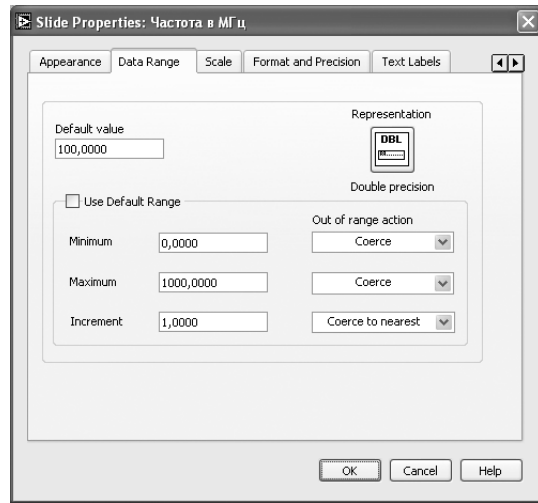 Slide Properties: Частота в МГц
Appearance Data Range Scale Format and Precision Text Labels
Representation
Default value
100,0000
DBL
Double precision
Use Default Range
Out of range action
Minimum 0,0000 Coerce
Maximum 1000,0000 Coerce
Increment 1,0000 Coerce to nearest
OK Cancel Help